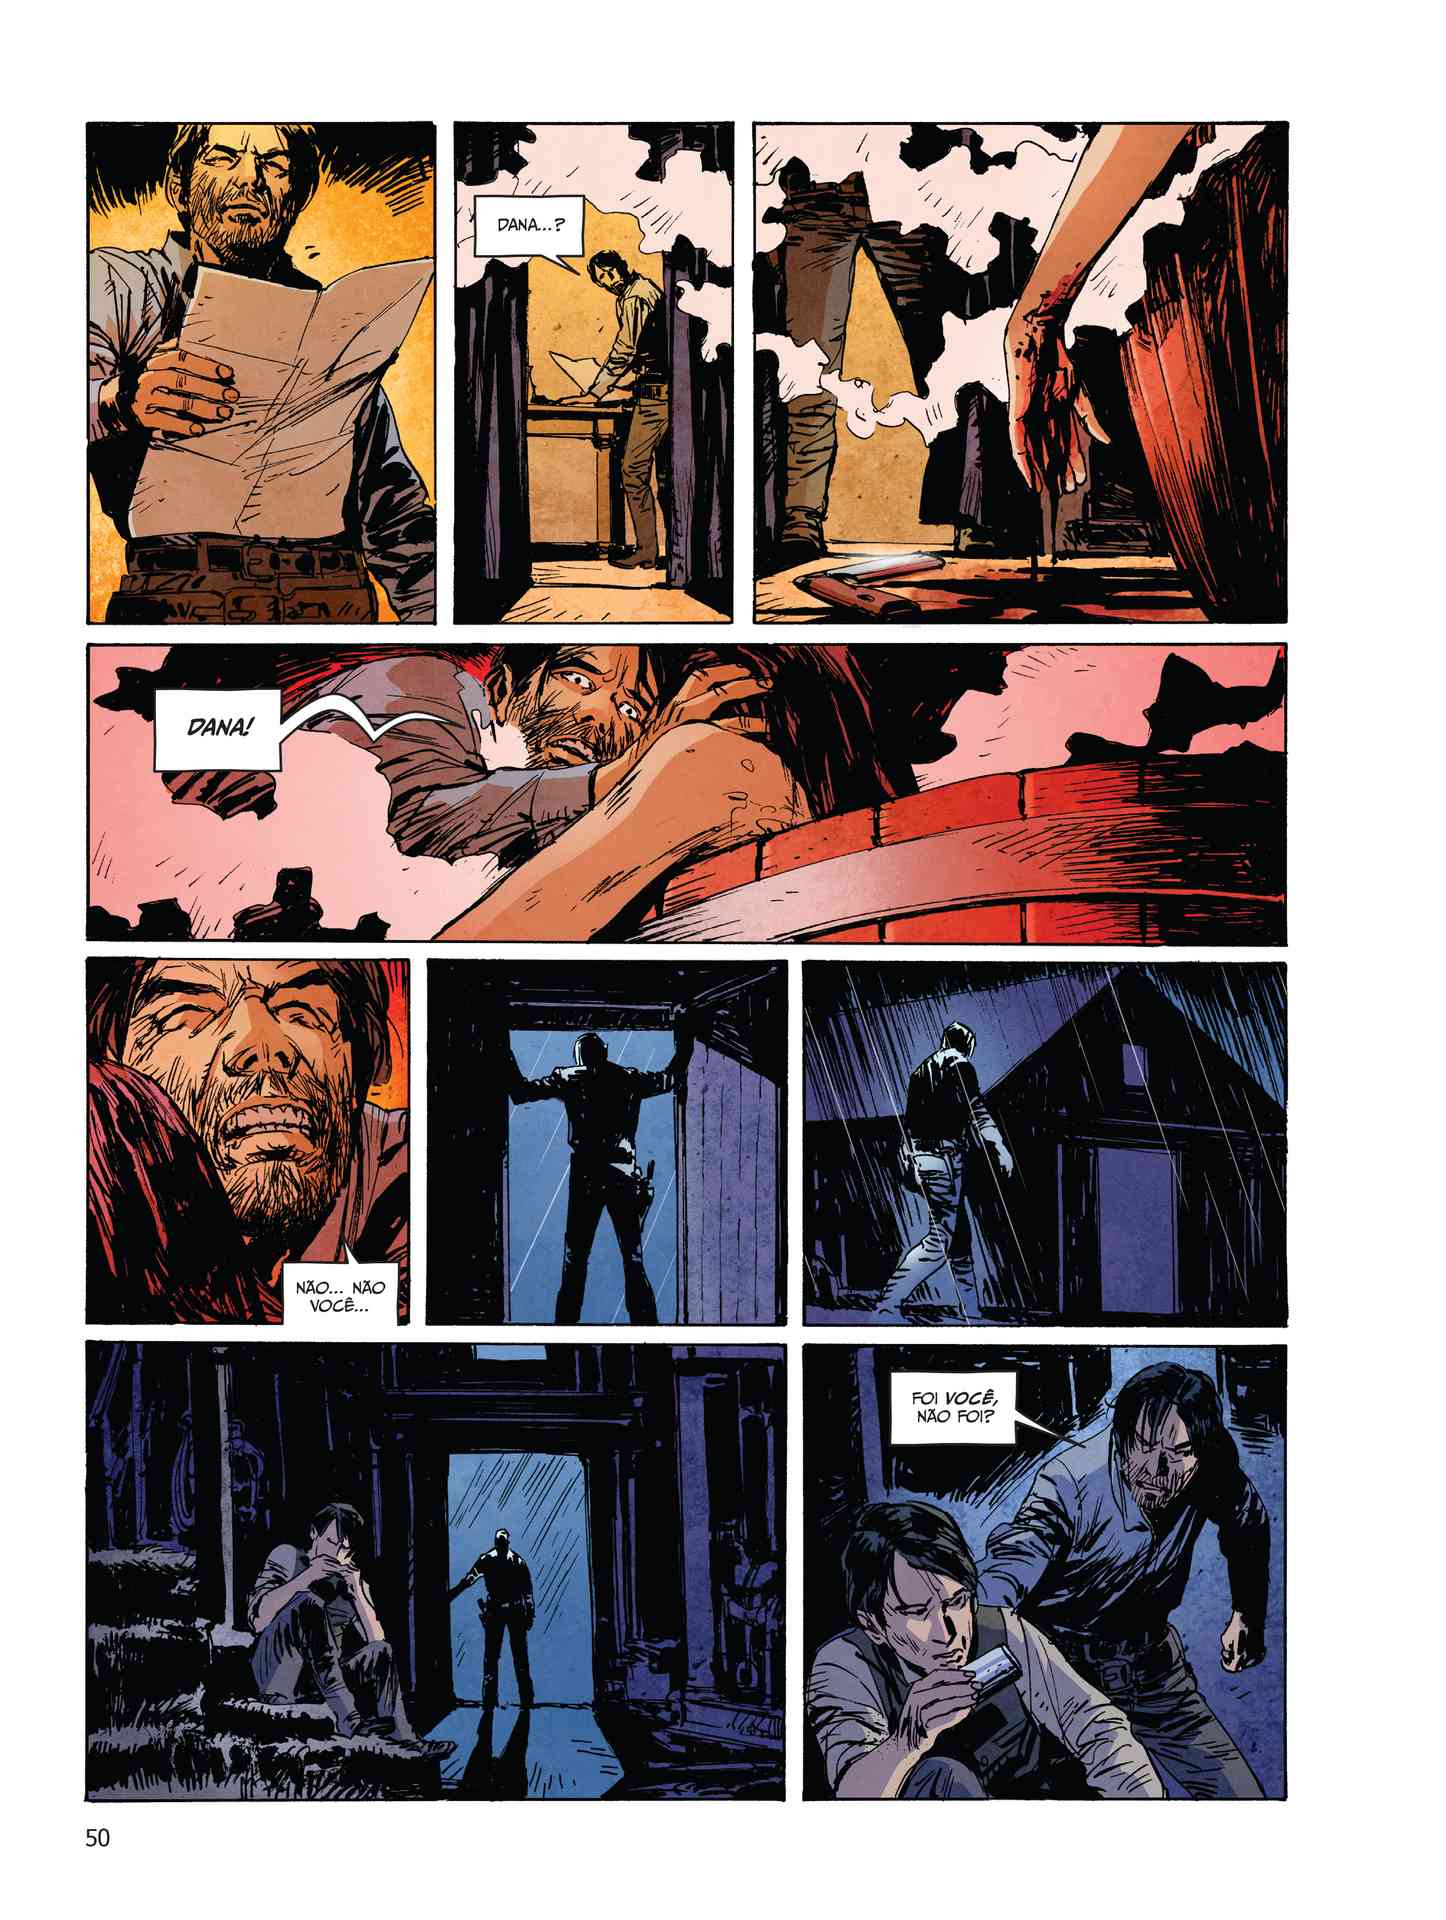 DANA...?
DANA!
NÃO... NÃO
VOCÊ...
FOI VOCÊ,
NÃO FOI?
50